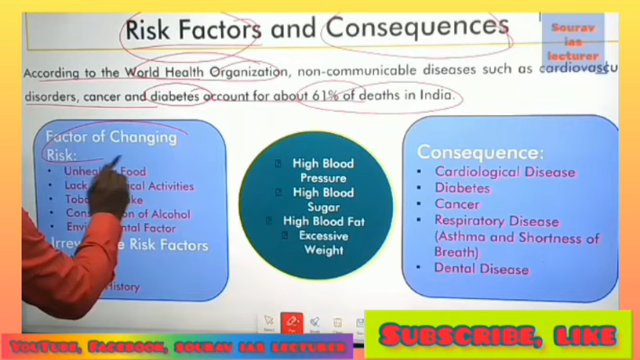 Risk Factors and Consequences
Sourav
ias
lecturer
According to the World Health Organization, non-communicable diseases such as cardiovascu
disorders, cancer and diabetes account for about 61% of deaths in India.
Factor of Changing
Risk:
• Food
• Lack Activities
•
• Alcohol
• Factor
Risk Factors
History
High Blood
Pressure
High Blood
Sugar
High Blood Fat
Excessive
Weight
Consequence:
• Cardiological Disease
• Diabetes
• Cancer
• Respiratory Disease
(Asthma and Shortness of
Breath)
• Dental Disease
YouTube, Facebook, sourav ias lecturer
Subscribe, like